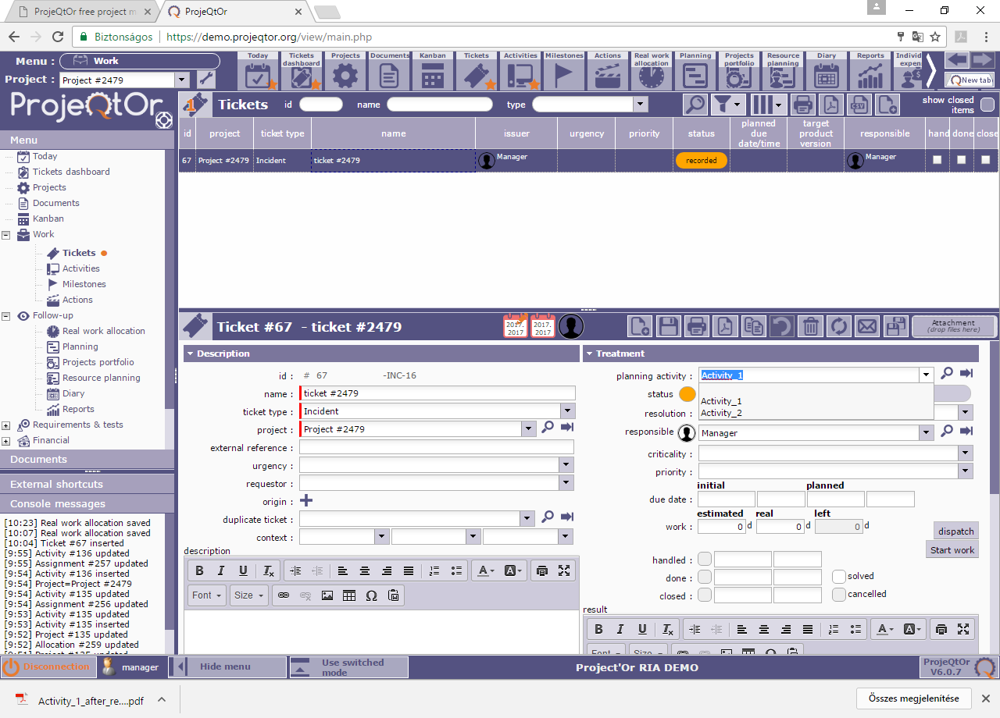 ProjeQtOr free project m
ProjeQtOr
Biztonságos
https://demo.projeqtor.org/view/main.php
Menu :
Work
Project :
Project #2479
Today
Tickets dashboard
Projects
Documents
Kanban
Tickets
Activities
Milestones
Actions
Real work allocation
Planning
Projects portfolio
Resource planning
Diary
Reports
Individ expen
New tab
ProjeQtOr
1
Tickets
id
name
type
CSV
show closed items
id
project
ticket type
name
issuer
urgency
priority
status
planned due date/time
target product version
responsible
hand
done
close
67
Project #2479
Incident
ticket #2479
Manager
recorded
Manager
Menu
Today
Tickets dashboard
Projects
Documents
Kanban
Work
Tickets
Activities
Milestones
Actions
Follow-up
Real work allocation
Planning
Projects portfolio
Resource planning
Diary
Reports
Requirements & tests
Financial
Documents
External shortcuts
Console messages
[10:23] Real work allocation saved
[10:07] Real work allocation saved
[10:04] Ticket #67 inserted
[9:55] Activity #136 updated
[9:55] Assignment #257 updated
[9:54] Activity #136 inserted
[9:54] Project=Project #2479
[9:54] Activity #135 updated
[9:54] Assignment #256 updated
[9:53] Activity #135 updated
[9:53] Activity #135 inserted
[9:52] Project #135 updated
[9:52] Allocation #259 updated
[9:51] Project #135 updated
Ticket #67 - ticket #2479
2017.
2017
2017.
2017
Attachment
(drop files here)
Description
id :
# 67
-INC-16
name :
ticket #2479
ticket type :
Incident
project :
Project #2479
external reference :
urgency :
requestor :
origin :
duplicate ticket :
context :
description
Font
Size
Treatment
planning activity :
Activity_1
Activity_1
Activity_2
status
resolution :
responsible
Manager
criticality :
priority :
initial
planned
due date :
estimated
real
left
work :
0 d
0 d
0 d
dispatch
Start work
handled :
done :
solved
closed :
cancelled
result
Font
Size
Disconnection
manager
Hide menu
Use switched mode
Project'Or RIA DEMO
ProjeQtOr
V6.0.7
Activity_1_after_re....pdf
Összes megjelenítése